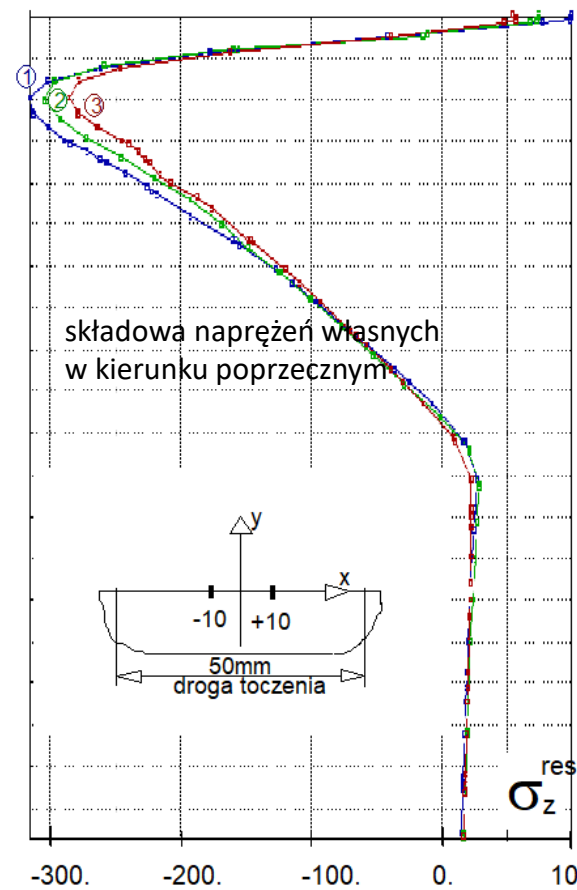 ①
②
③
składowa naprężeń własnych
w kierunku poprzecznym
y
x
-10
+10
50mm
droga toczenia
σz res
-300.
-200.
-100.
0.
10